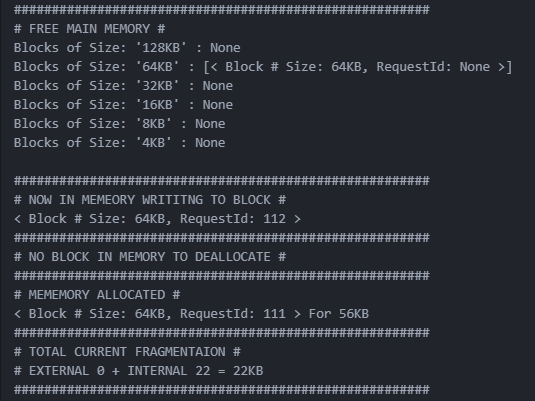 #######################################################
# FREE MAIN MEMORY #
Blocks of Size: '128KB' : None
Blocks of Size: '64KB' : [< Block # Size: 64KB, RequestId: None >]
Blocks of Size: '32KB' : None
Blocks of Size: '16KB' : None
Blocks of Size: '8KB' : None
Blocks of Size: '4KB' : None
#######################################################
# NOW IN MEMEORY WRITITNG TO BLOCK #
< Block # Size: 64KB, RequestId: 112 >
#######################################################
# NO BLOCK IN MEMORY TO DEALLOCATE #
#######################################################
# MEMEMORY ALLOCATED #
< Block # Size: 64KB, RequestId: 111 > For 56KB
#######################################################
# TOTAL CURRENT FRAGMENTAION #
# EXTERNAL 0 + INTERNAL 22 = 22KB
#######################################################